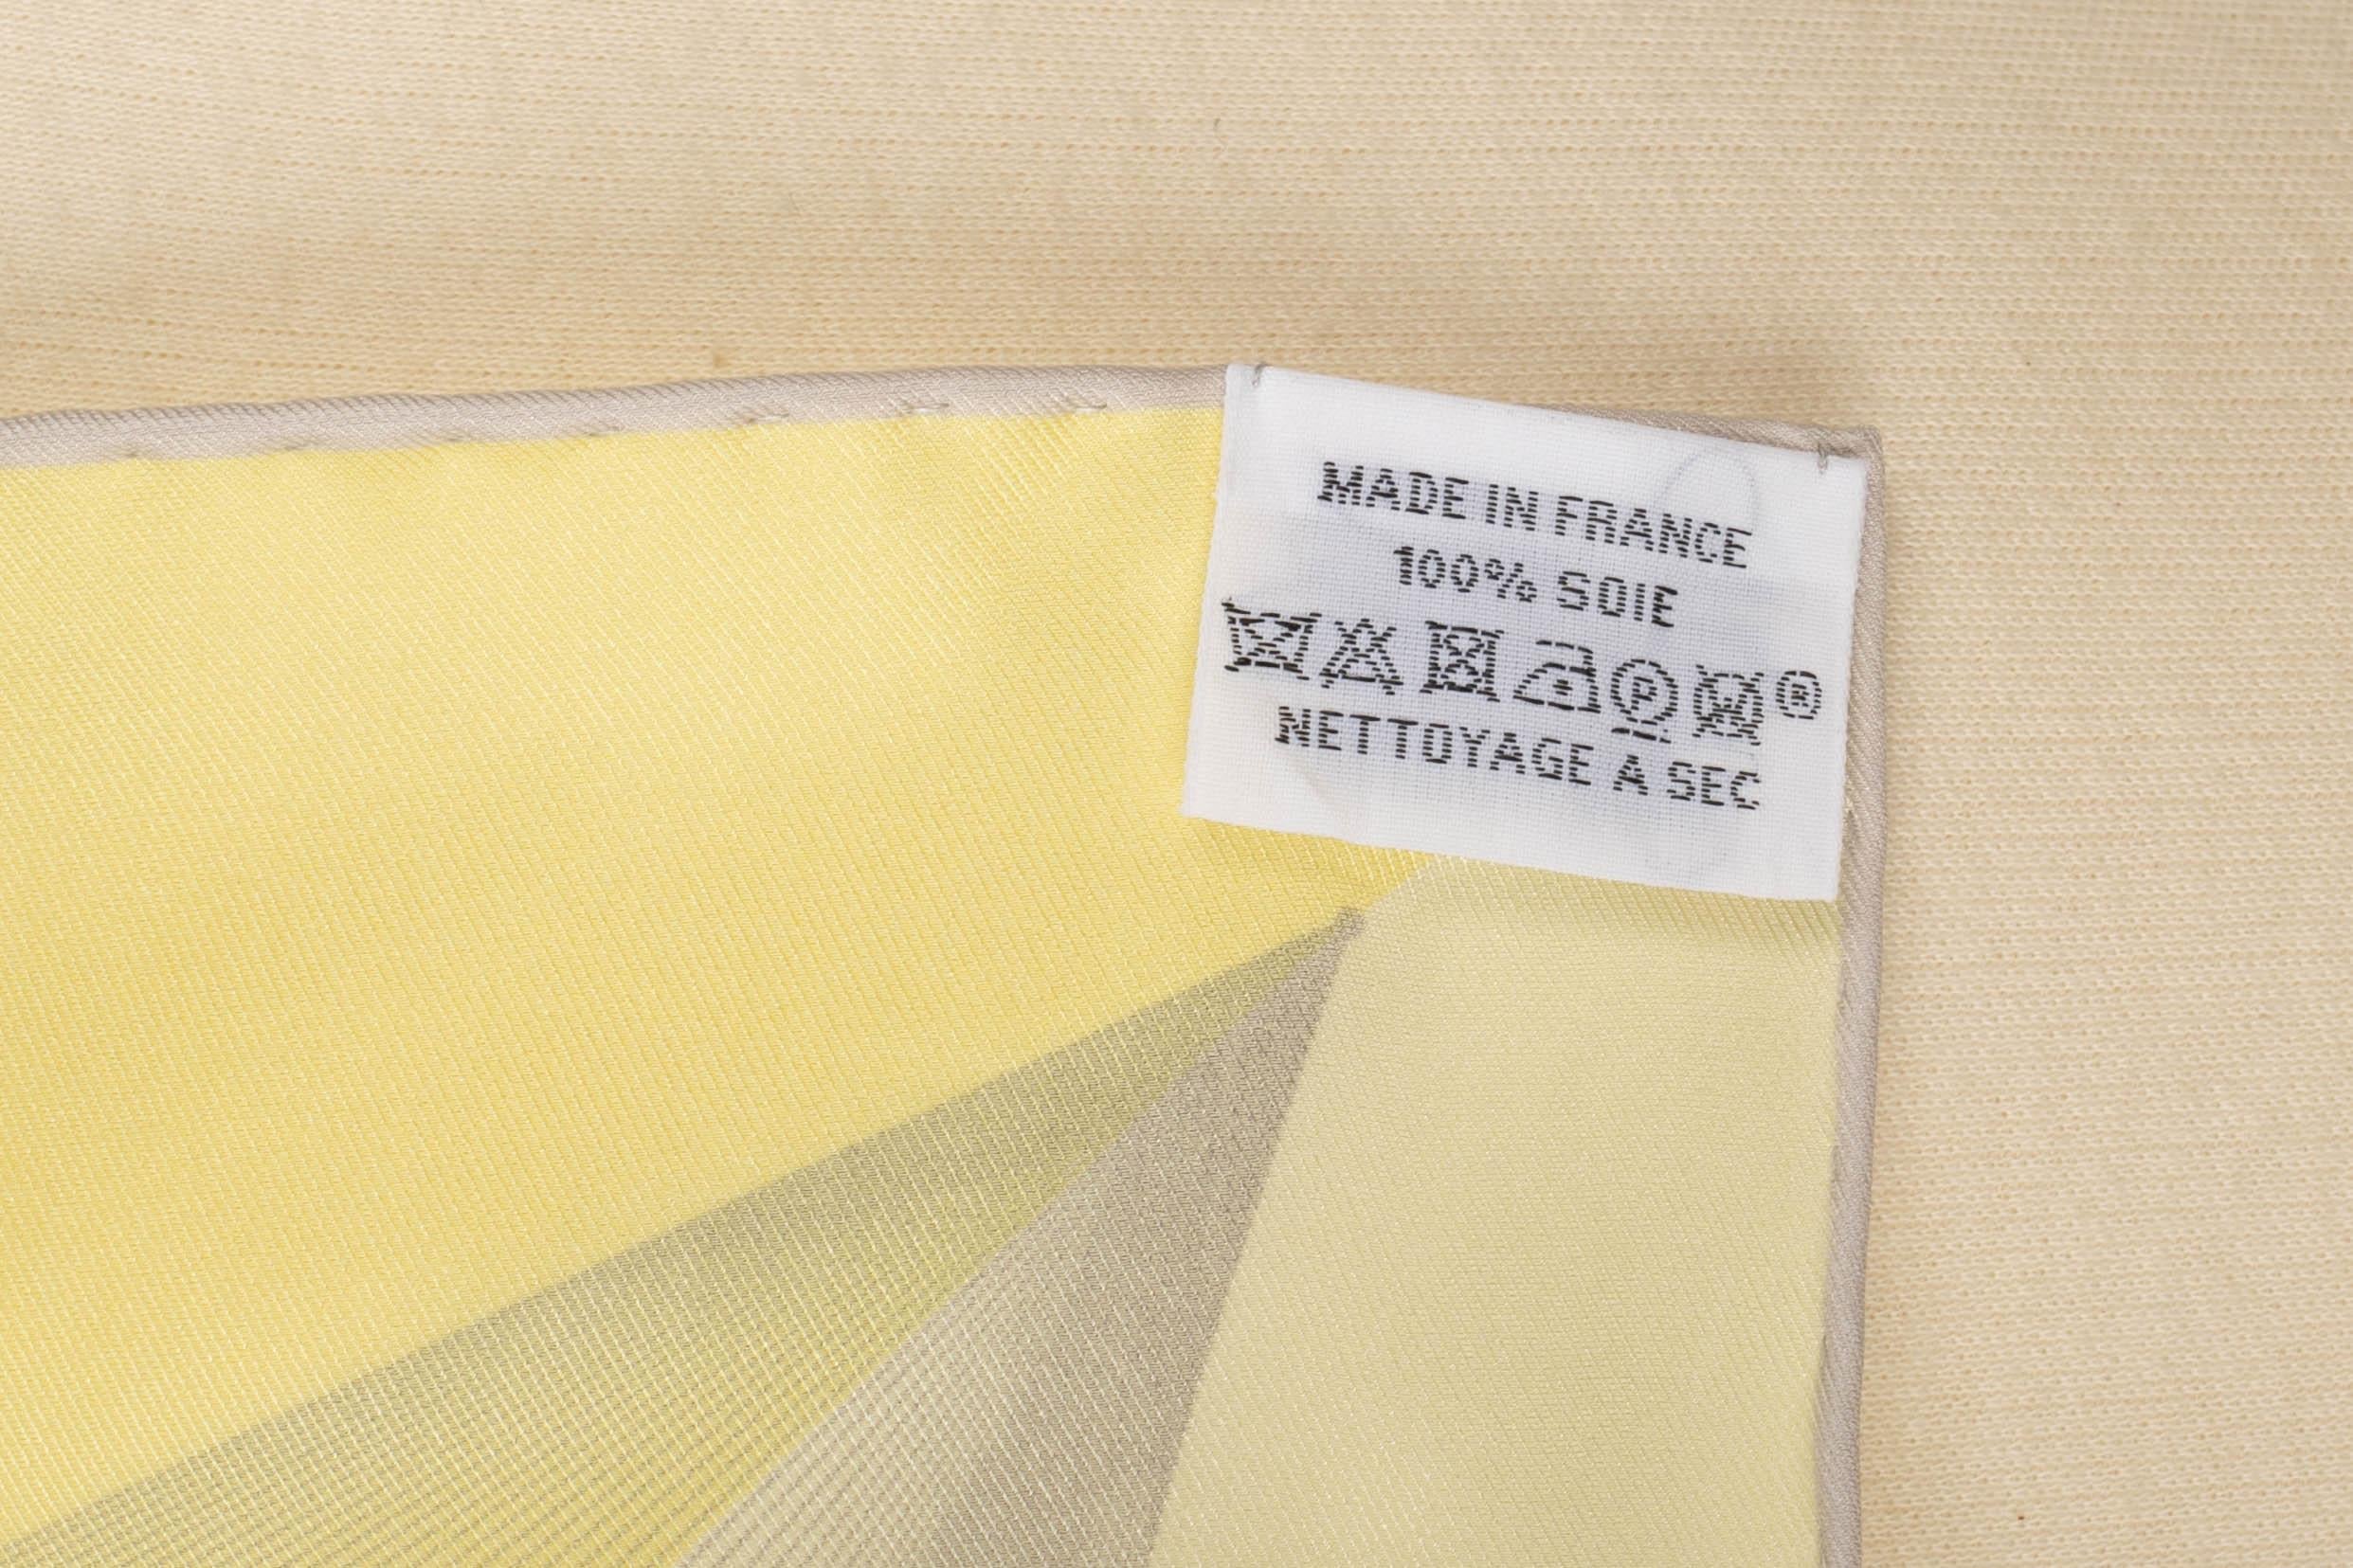 MADE IN FRANCE
100% SOIE
P ®
NETTOYAGE A SEC